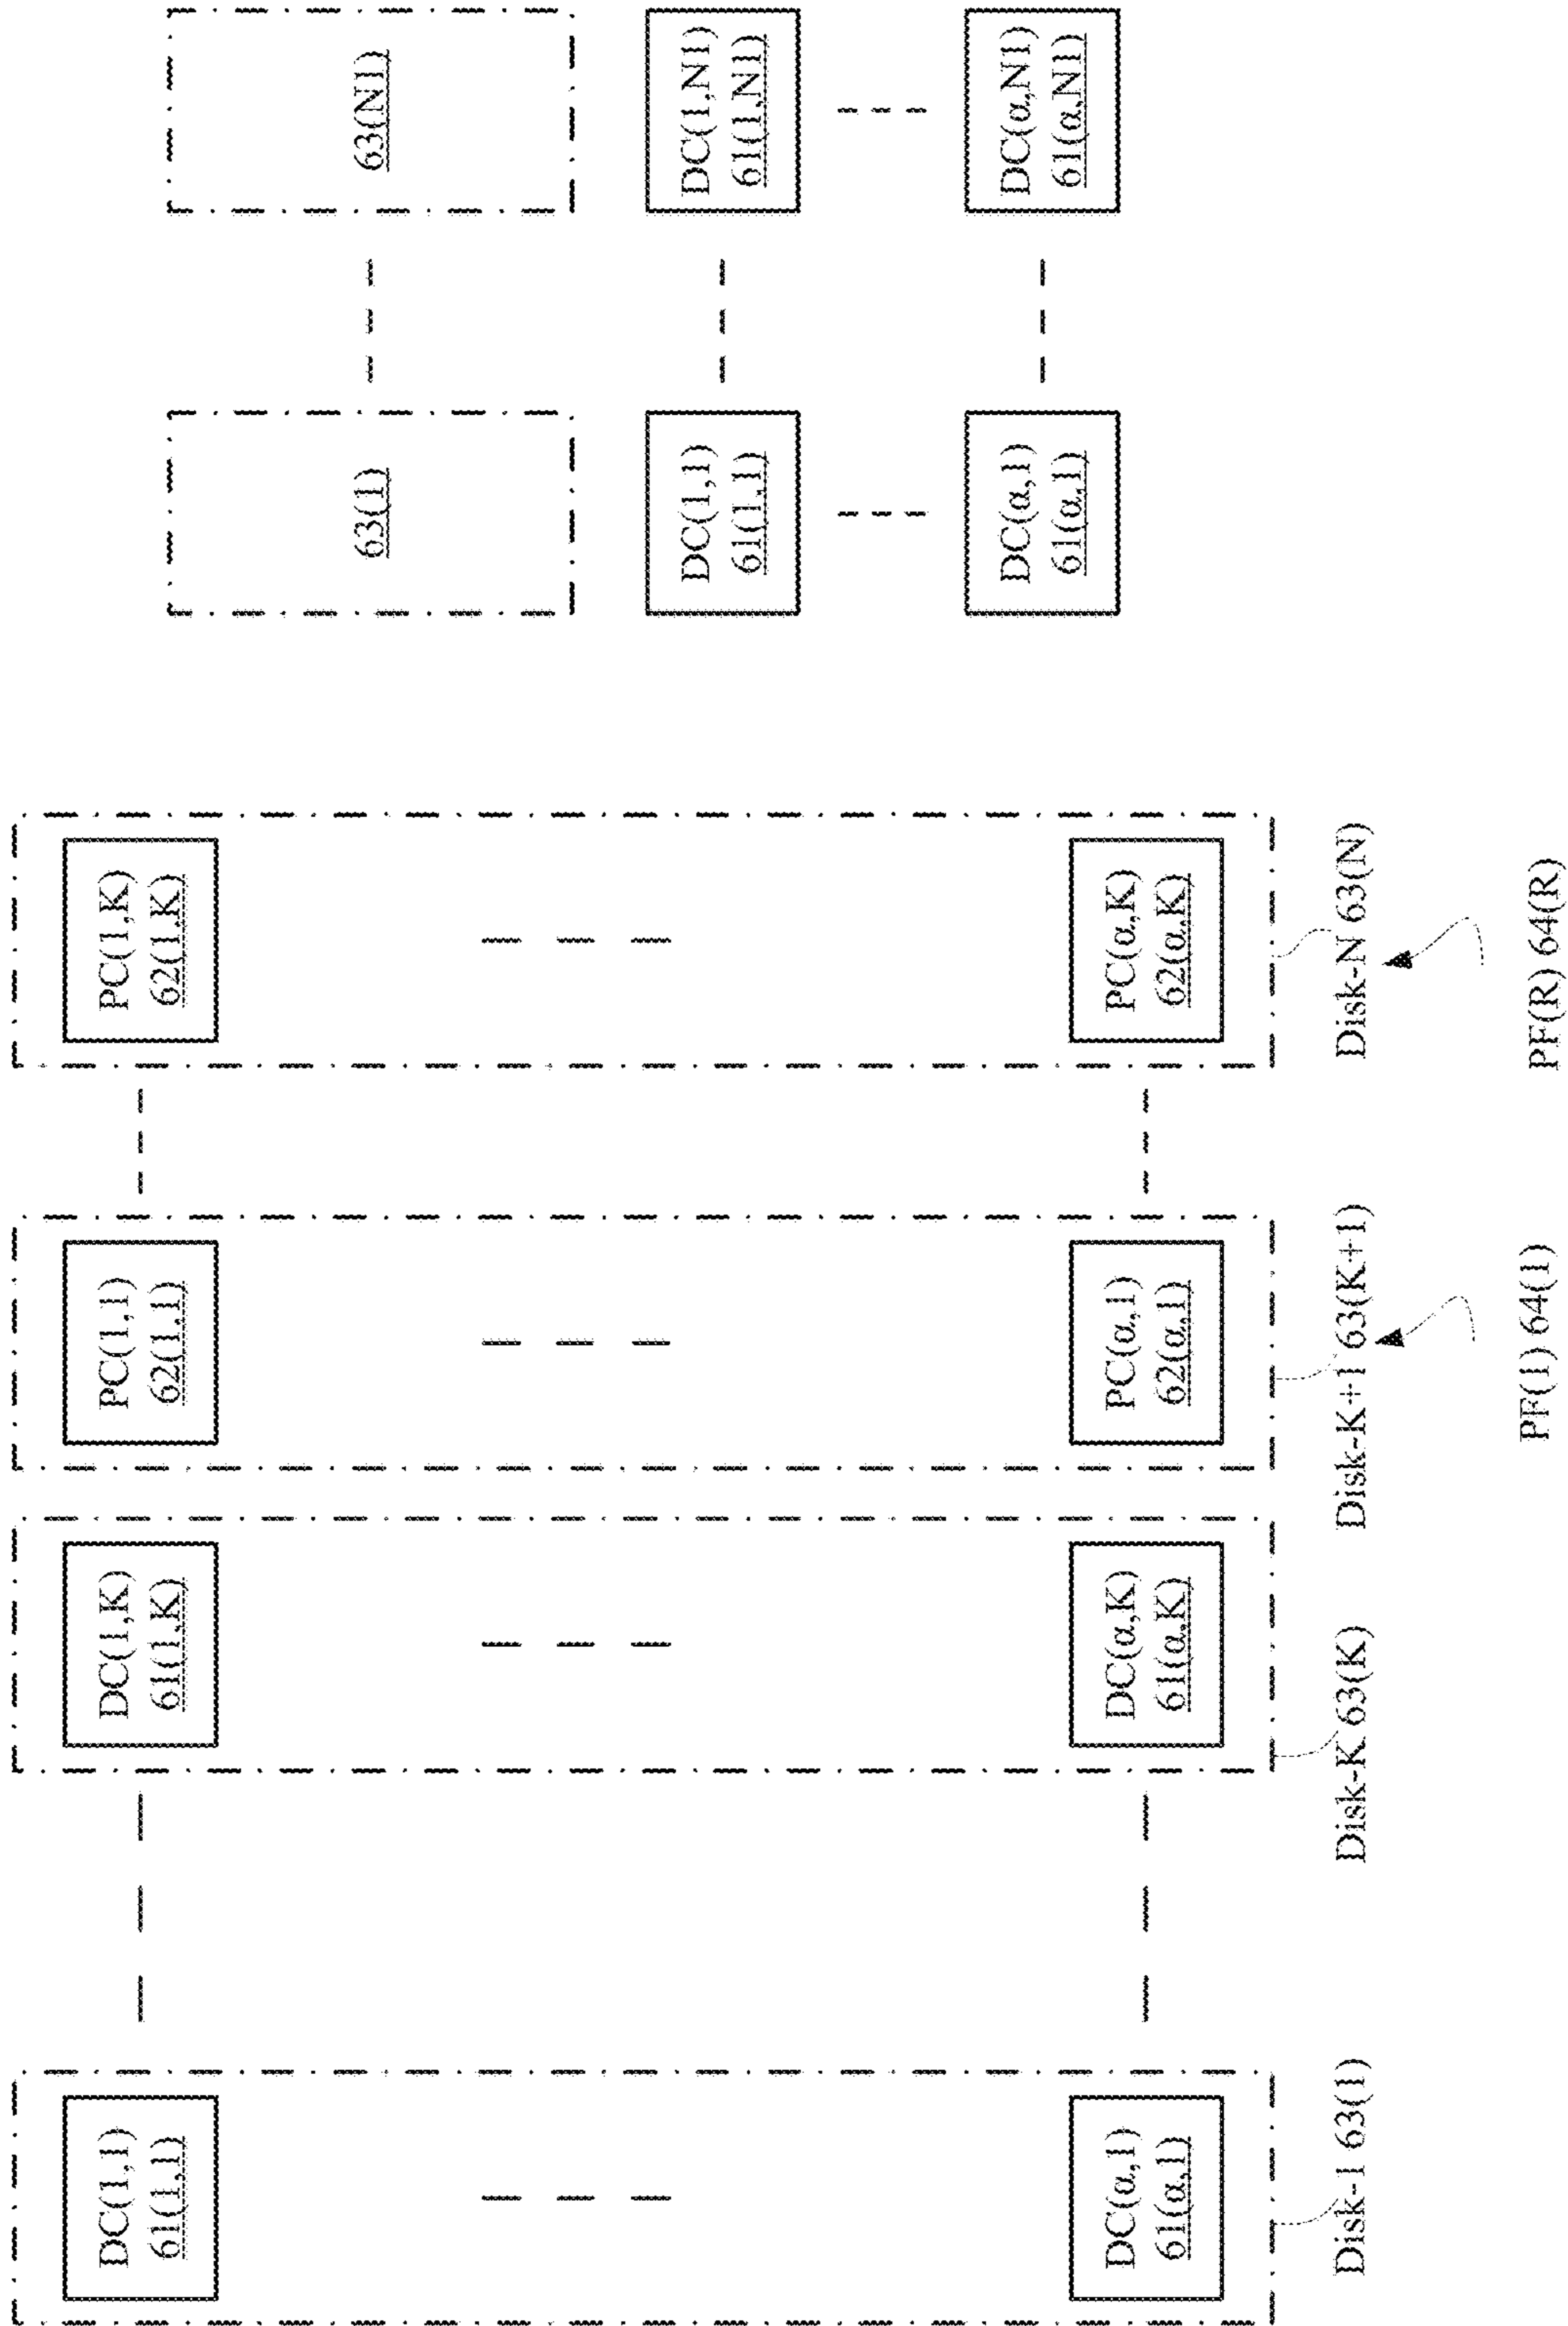 DC(1,1)
61(1,1)
DC(1,K)
61(1,K)
PC(1,1)
62(1,1)
PC(1,K)
62(1,K)
DC(α,1)
61(α,1)
DC(α,K)
61(α,K)
PC(α,1)
62(α,1)
PC(α,K)
62(α,K)
Disk-1 63(1)
Disk-K 63(K)
Disk-K+1 63(K+1)
Disk-N 63(N)
PF(1) 64(1)
PF(R) 64(R)
63(1)
63(N1)
DC(1,1)
61(1,1)
DC(1,N1)
61(1,N1)
DC(α,1)
61(α,1)
DC(α,N1)
61(α,N1)